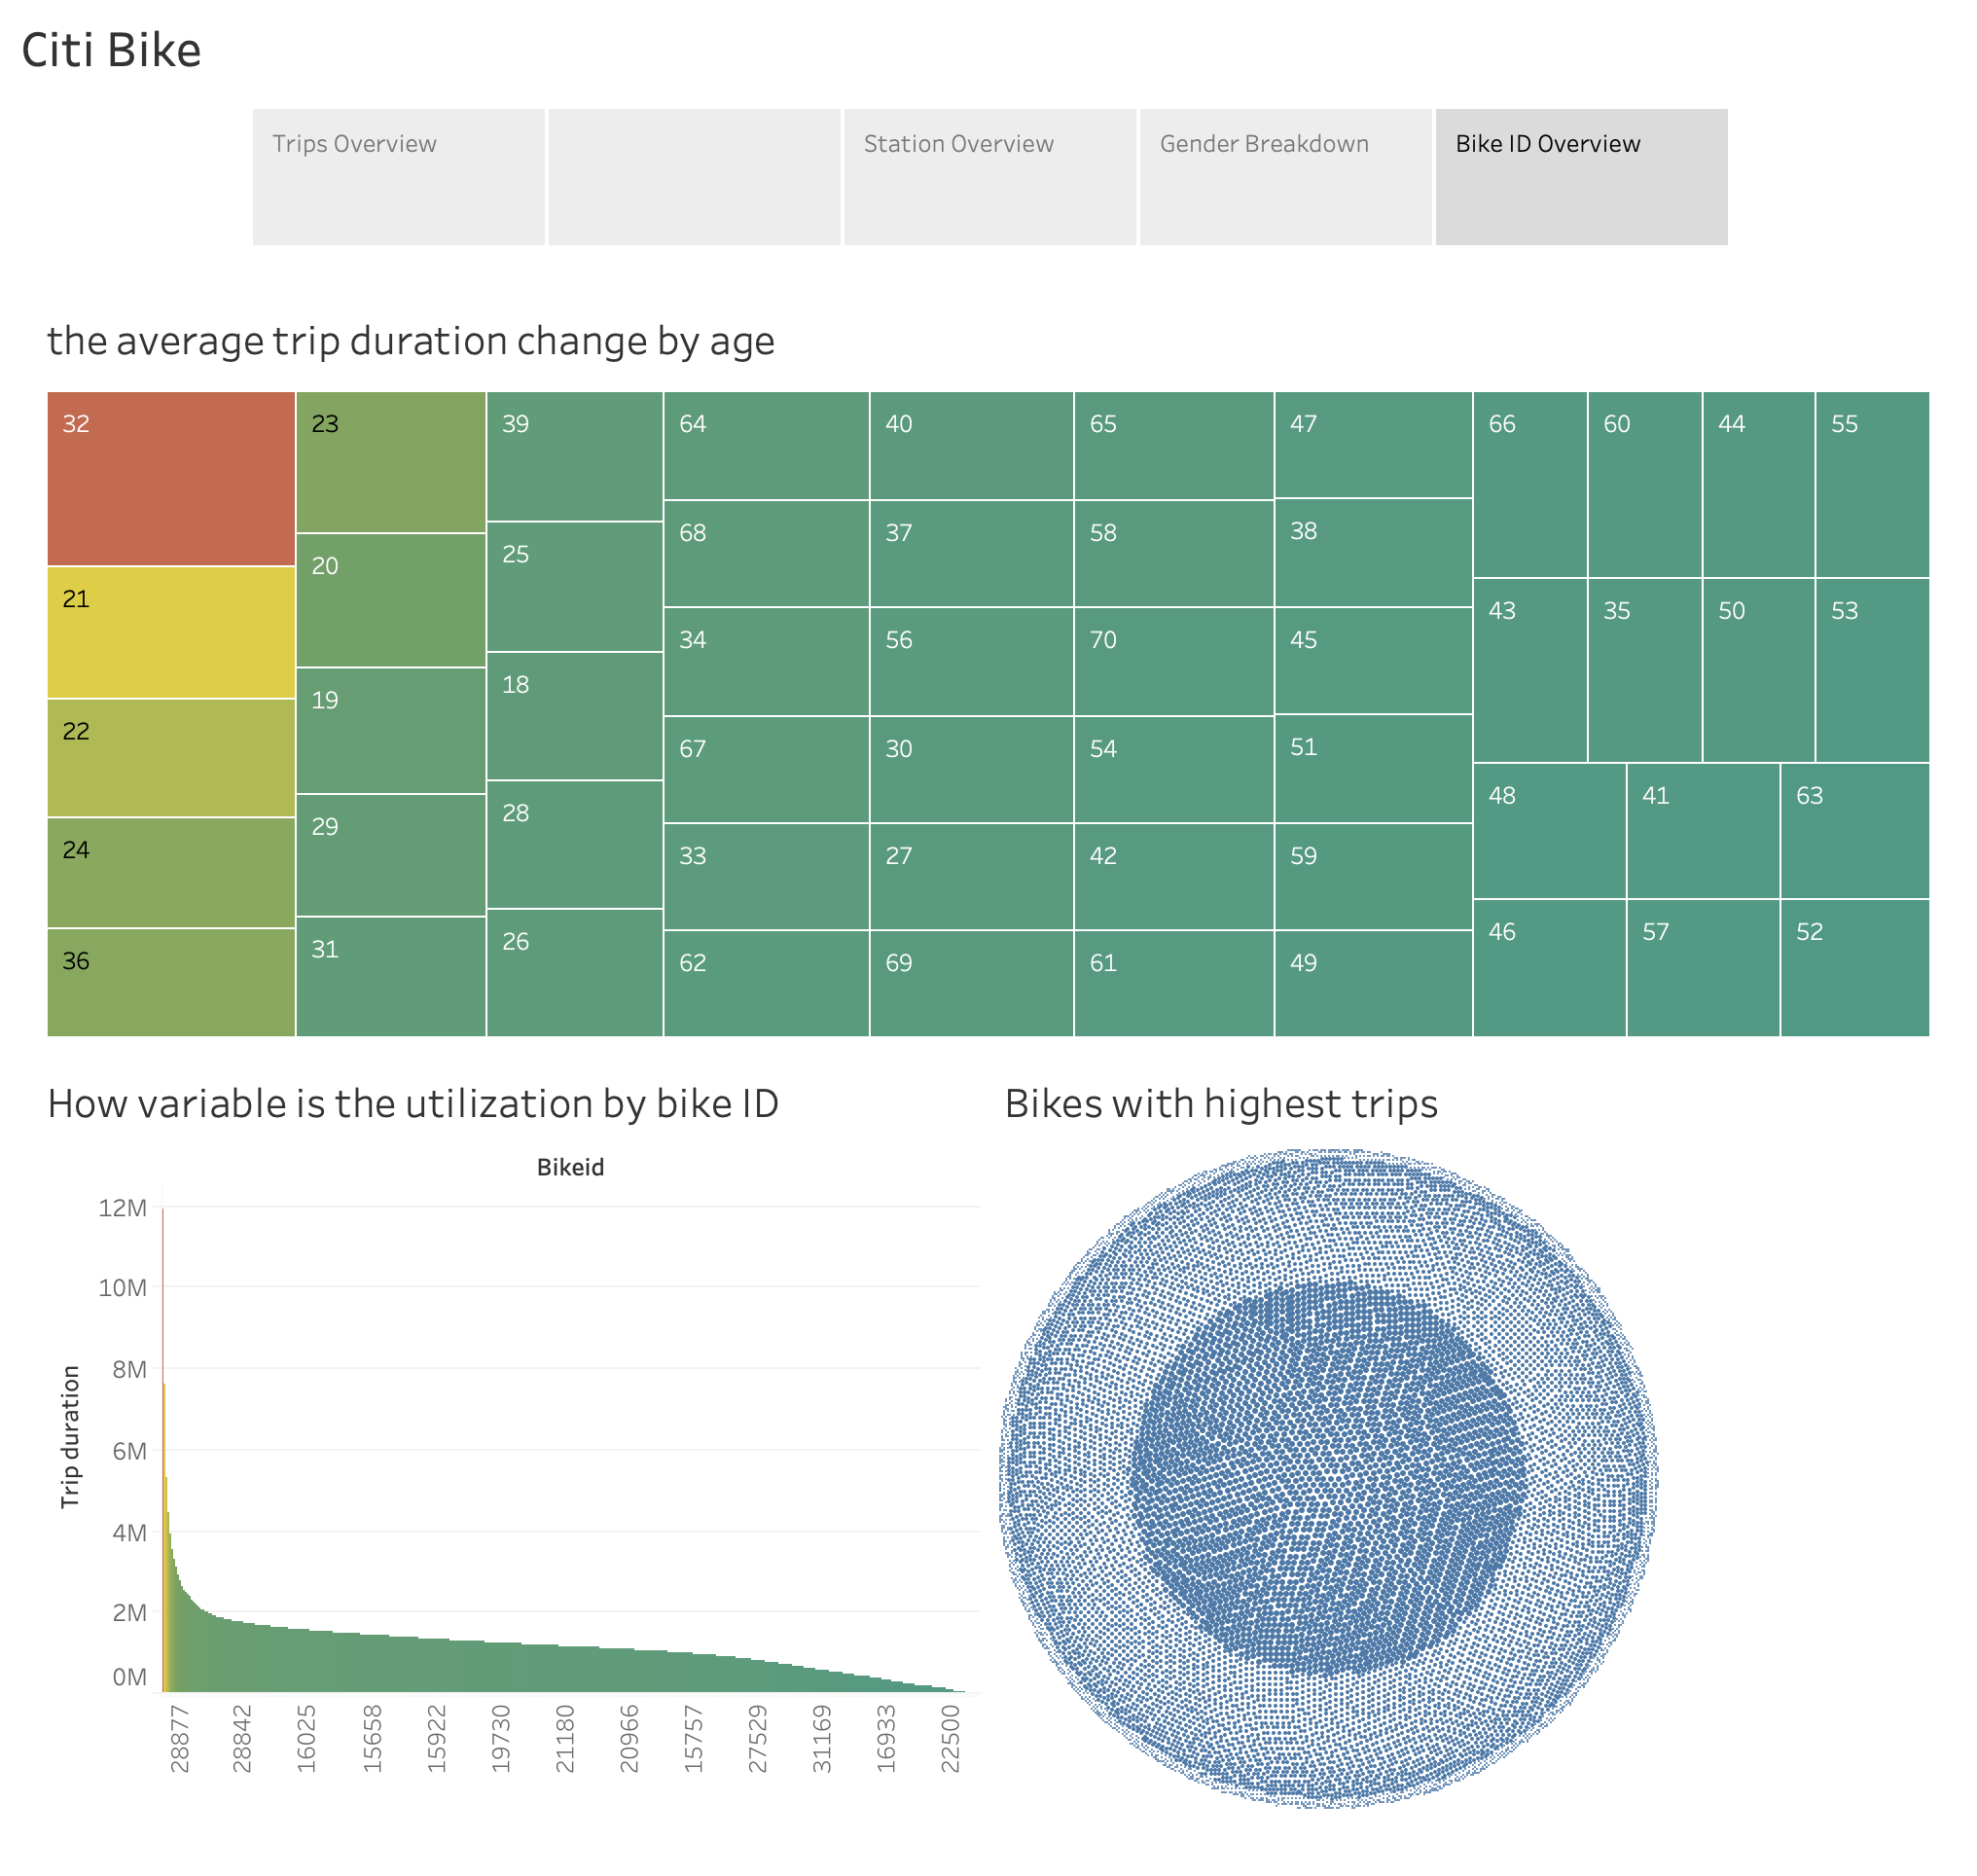 Citi Bike
Trips Overview
Station Overview
Gender Breakdown
Bike ID Overview
the average trip duration change by age
32 23 39 64 40 65 47 66 60 44 55
68 37 58 38
25
20
21 43 35 50 53
34 56 70 45
18
19
22 67 30 54 51
48 41 63
28
29
24 33 27 42 59
46 57 52
26
31
36 62 69 61 49
How variable is the utilization by bike ID
Bikeid
Trip duration
12M
10M
8M
6M
4M
2M
0M
28877
28842
16025
15658
15922
19730
21180
20966
15757
27529
31169
16933
22500
Bikes with highest trips